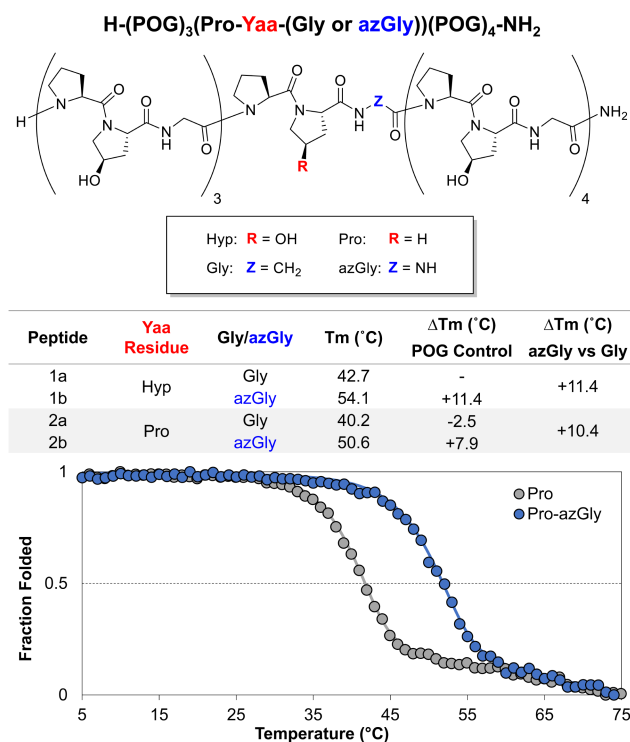 H-(POG)3(Pro-Yaa-(Gly or azGly))(POG)4-NH2
H N O N O HN O HO 3 N O N O R NH Z O N O N O HN O HO 4 NH2
Hyp: R = OH Pro: R = H
Gly: Z = CH2 azGly: Z = NH
Peptide Yaa Residue Gly/azGly Tm (˚C) ΔTm (˚C) POG Control ΔTm (˚C) azGly vs Gly
1a Hyp Gly 42.7 - +11.4
1b azGly 54.1 +11.4
2a Pro Gly 40.2 -2.5 +10.4
2b azGly 50.6 +7.9
1
0.5
0
Fraction Folded
Pro
Pro-azGly
5 15 25 35 45 55 65 75
Temperature (°C)